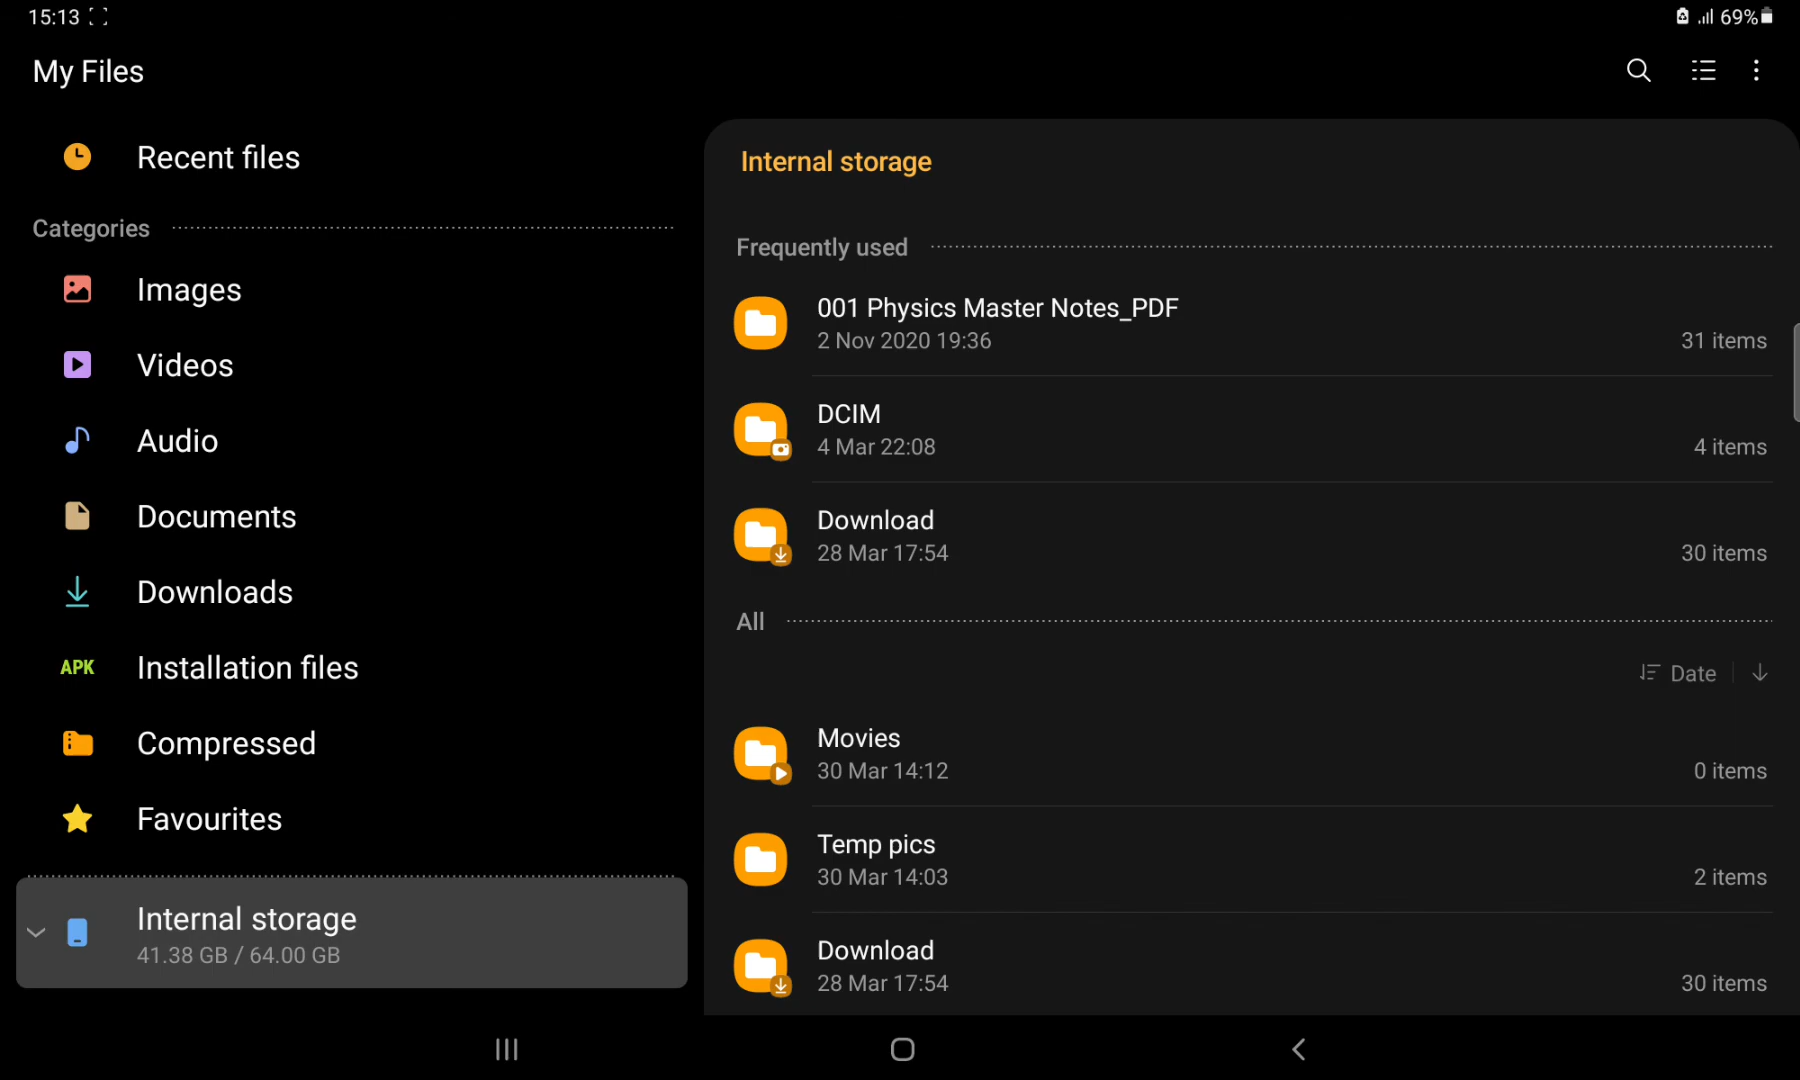 15:13
69%
My Files
Recent files
Categories
Images
Videos
Audio
Documents
Downloads
APK Installation files
Compressed
Favourites
Internal storage
41.38 GB / 64.00 GB
Internal storage
Frequently used
001 Physics Master Notes_PDF
2 Nov 2020 19:36
31 items
DCIM
4 Mar 22:08
4 items
Download
28 Mar 17:54
30 items
All
Date
Movies
30 Mar 14:12
0 items
Temp pics
30 Mar 14:03
2 items
Download
28 Mar 17:54
30 items